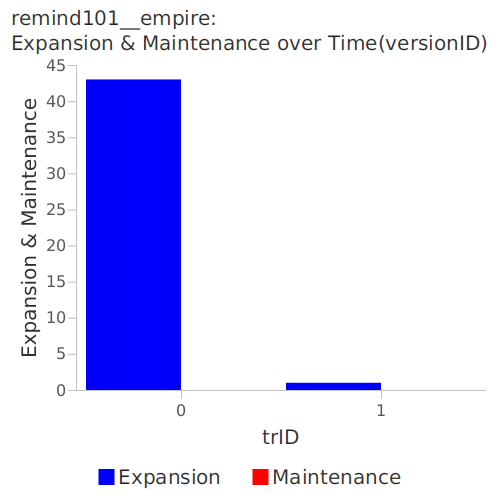 remind101__empire:
Expansion & Maintenance over Time(versionID)
Expansion & Maintenance
45
40
35
30
25
20
15
10
5
0
0 1
trID
Expansion Maintenance